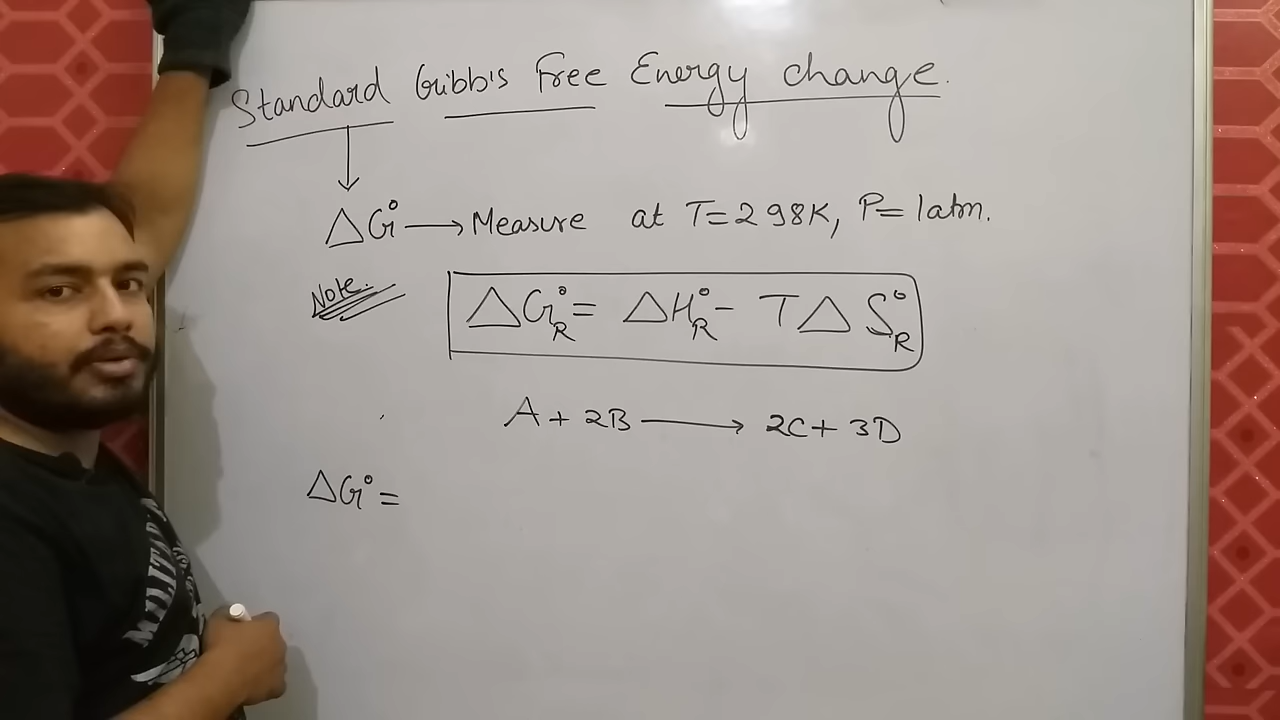 Standard Gibb's Free Energy change.
ΔG° → Measure at T=298K, P=1atm.
Note.
ΔG°R = ΔH°R - TΔS°R
A + 2B → 2C + 3D
ΔG° =